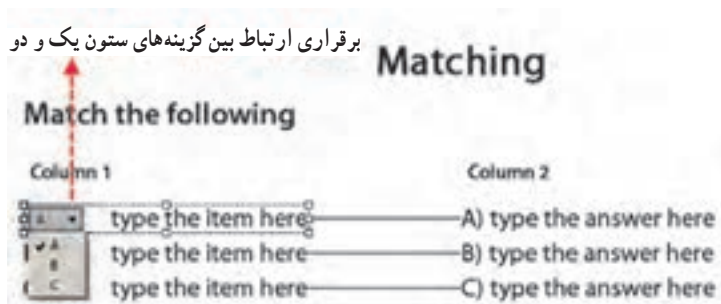 برقراری ارتباط بین گزینه‌های ستون یک و دو
Matching
Match the following
Column 1 Column 2
A type the item here A) type the answer here
A type the item here B) type the answer here
B
C type the item here C) type the answer here